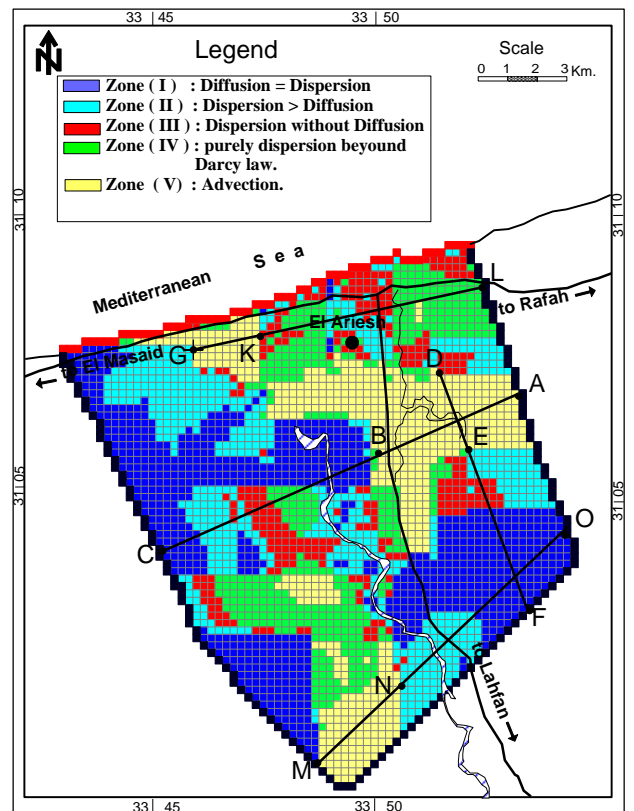 33 45 33 50
N
Legend
Scale
0 1 2 3 Km.
Zone ( I ) : Diffusion = Dispersion
Zone ( II ) : Dispersion > Diffusion
Zone ( III ) : Dispersion without Diffusion
Zone ( IV ) : purely dispersion beyound
Darcy law.
Zone ( V ) : Advection.
31 10 31 10
Mediterranean Sea
L
to Rafah
El Ariesh
K
G
to El Masaid
D
A
B
E
31 05 31 05
O
C
F
to Lahfan
N
M
33 45 33 50